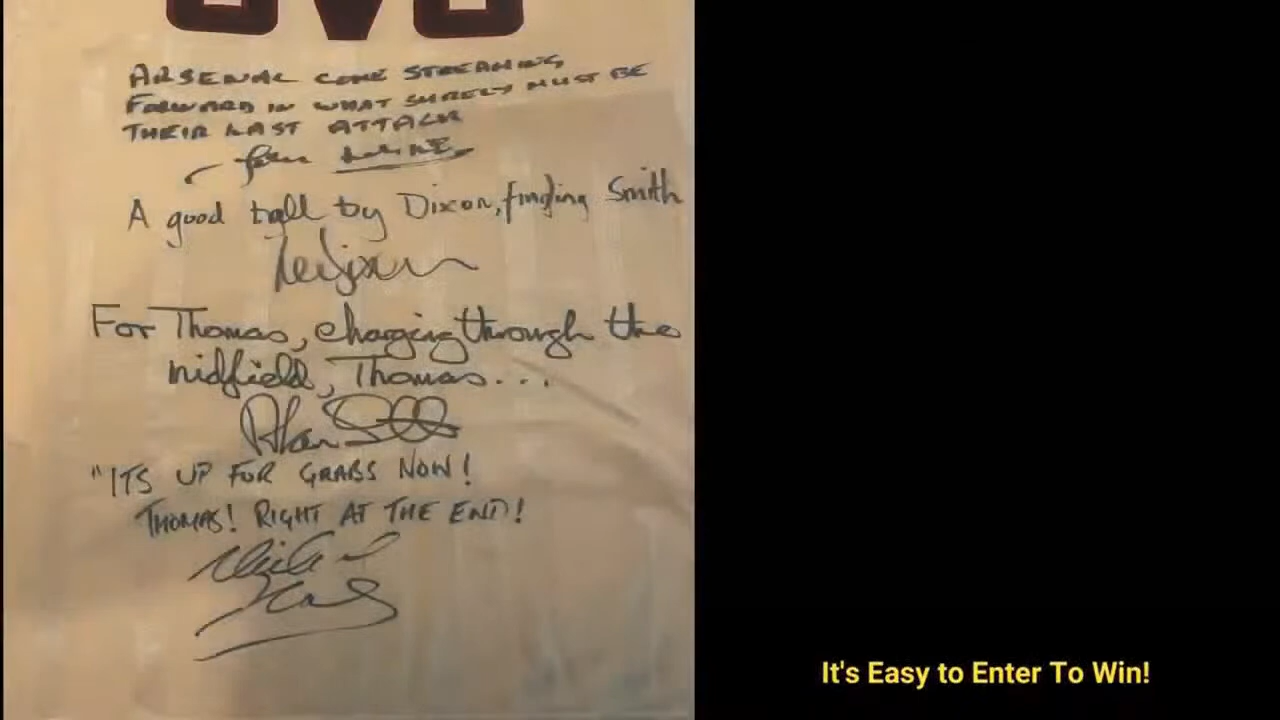 ARSENAL COME STREAMING
FORWARD IN WHAT SURELY MUST BE
THEIR LAST ATTACK
A good ball by Dixon, finding Smith
For Thomas, charging through the
midfield, Thomas...
"ITS UP FOR GRABS NOW!
THOMAS! RIGHT AT THE END!
It's Easy to Enter To Win!